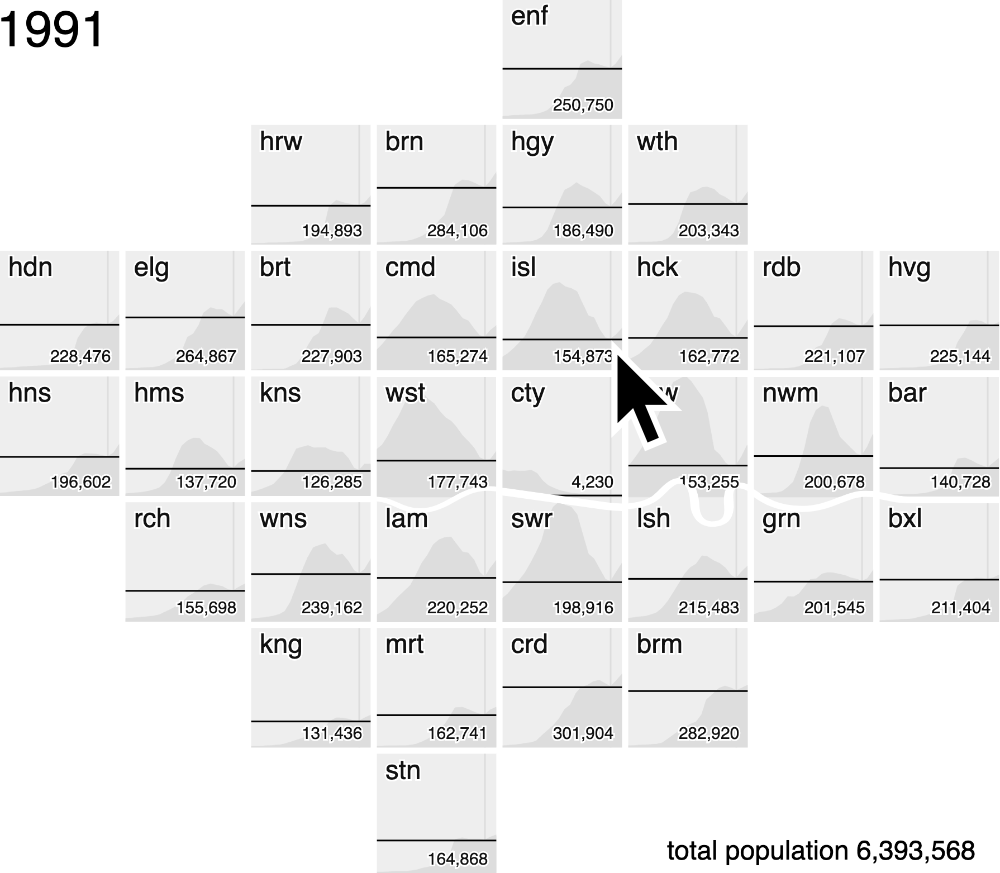 1991
enf
250,750
hrw brn hgy wth
194,893 284,106 186,490 203,343
hdn elg brt cmd isl hck rdb hvg
228,476 264,867 227,903 165,274 154,873 162,772 221,107 225,144
hns hms kns wst cty w nwm bar
196,602 137,720 126,285 177,743 4,230 153,255 200,678 140,728
rch wns lam swr lsh grn bxl
155,698 239,162 220,252 198,916 215,483 201,545 211,404
kng mrt crd brm
131,436 162,741 301,904 282,920
stn
164,868
total population 6,393,568